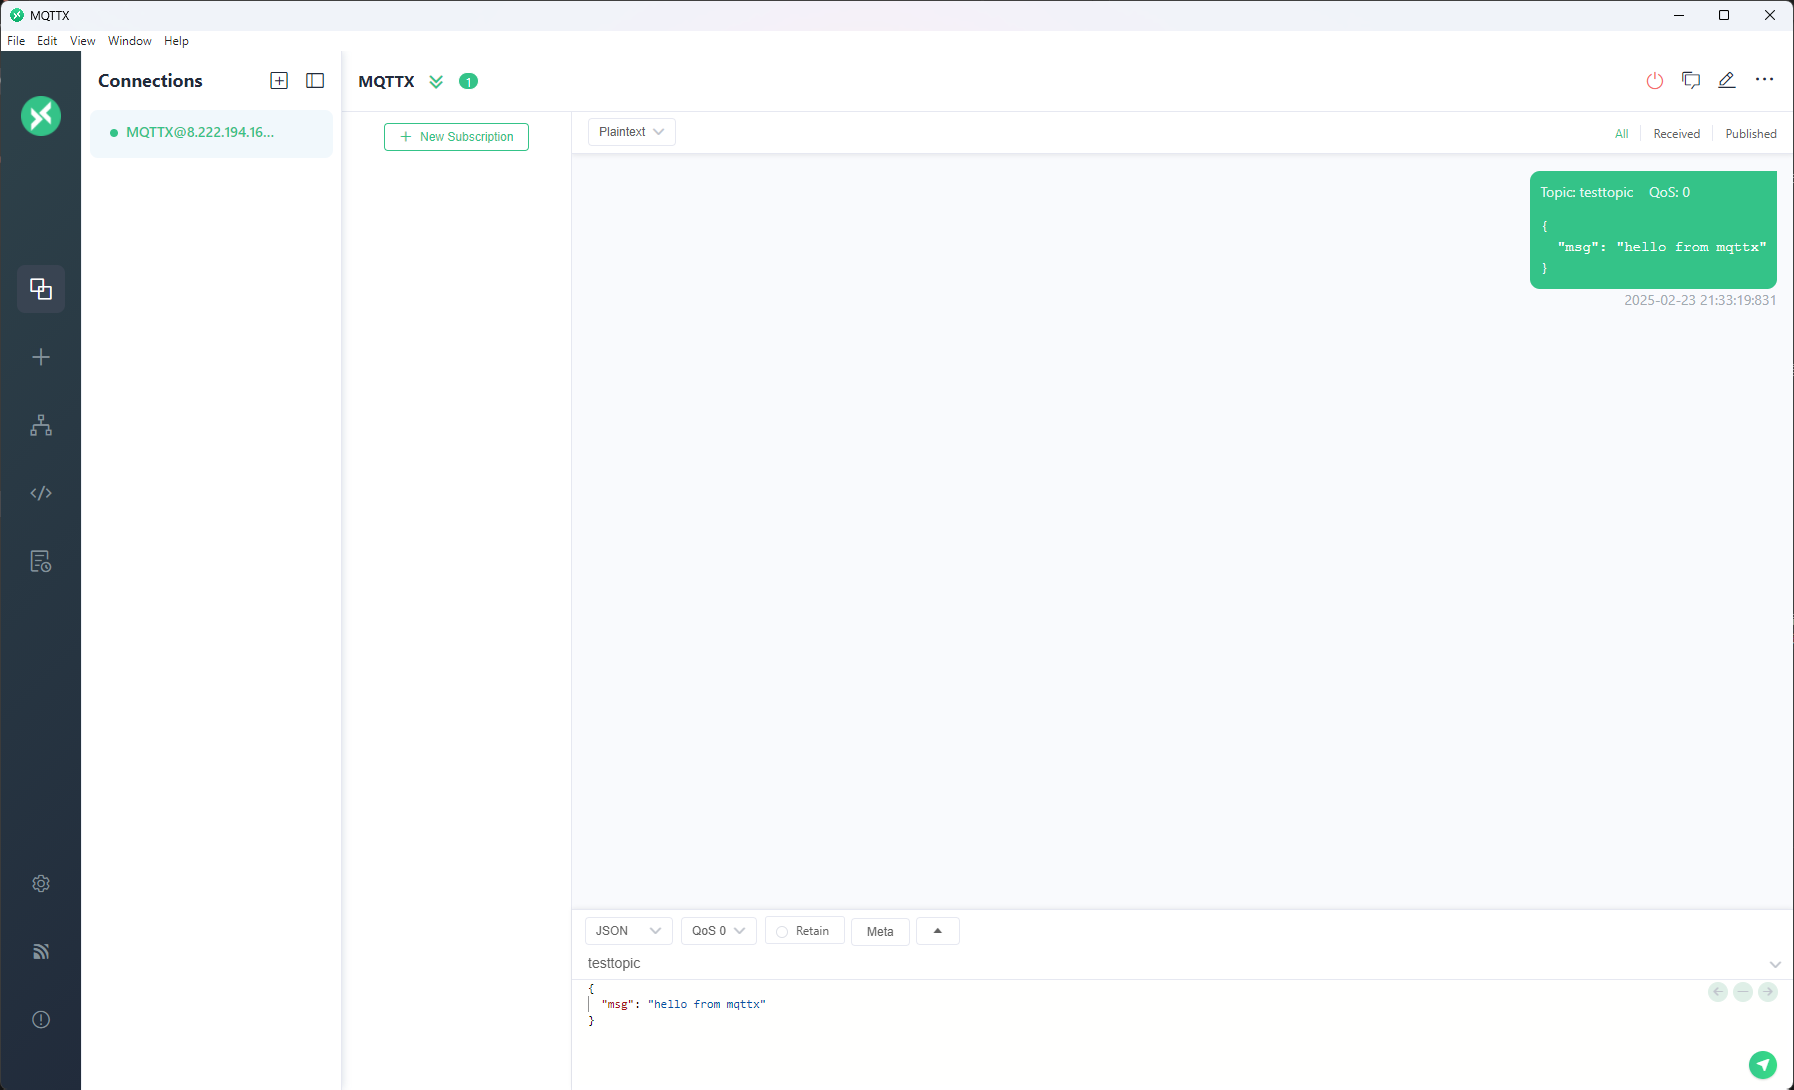 MQTTX
File Edit View Window Help
Connections
MQTTX@8.222.194.16...
MQTTX 1
+ New Subscription
Plaintext
All Received Published
Topic: testtopic QoS: 0
{
"msg": "hello from mqttx"
}
2025-02-23 21:33:19:831
JSON QoS 0 Retain Meta
testtopic
{
"msg": "hello from mqttx"
}